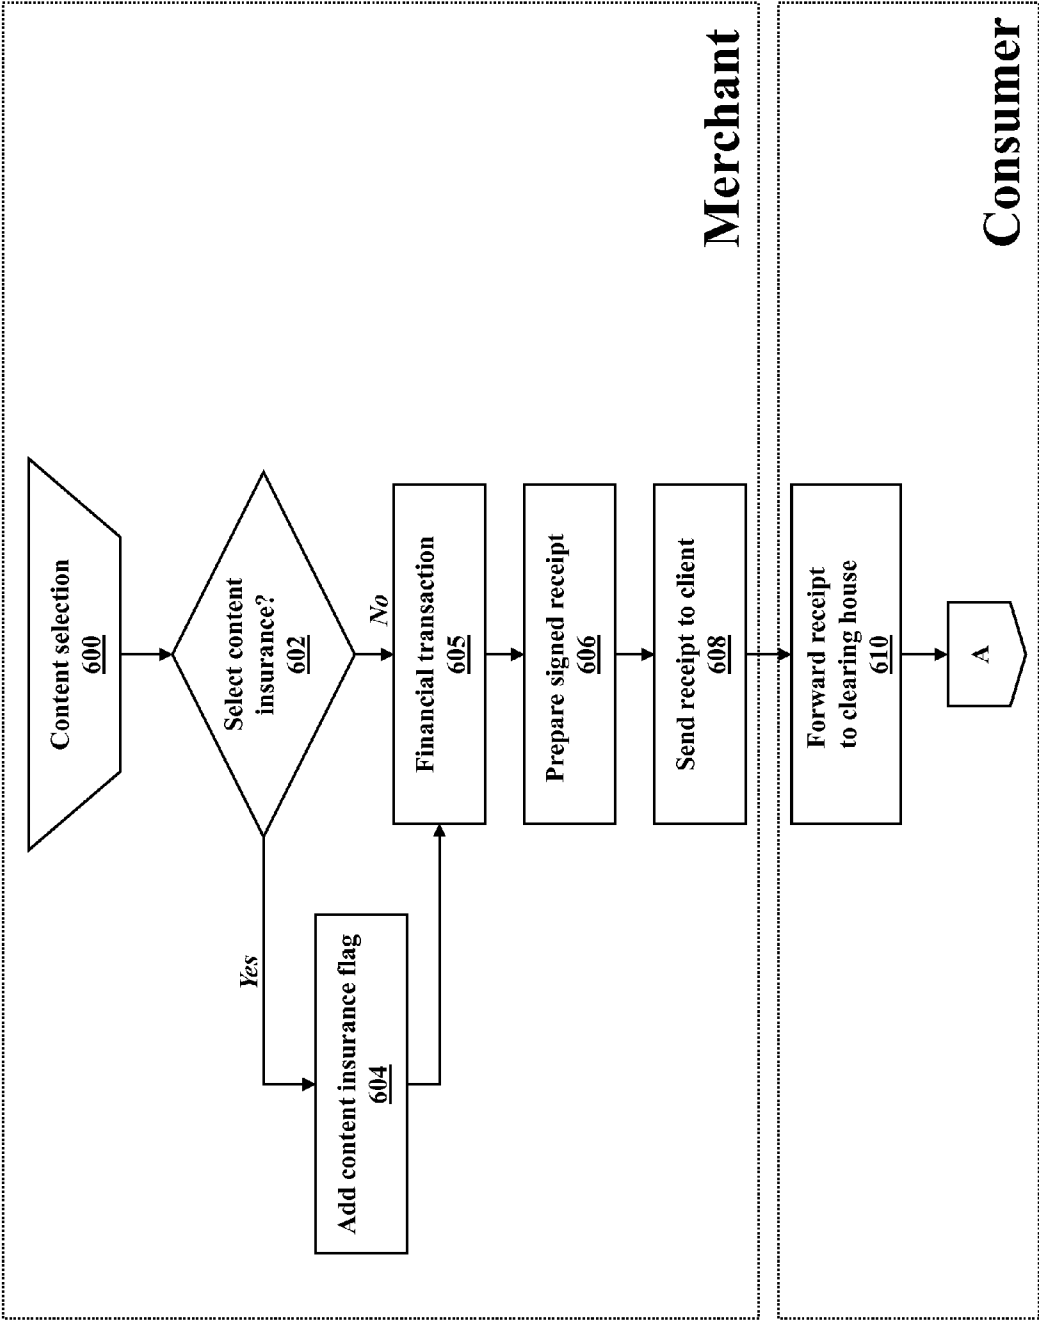 Content selection
600
Select content
insurance?
602
Yes
No
Add content insurance flag
604
Financial transaction
605
Prepare signed receipt
606
Send receipt to client
608
Merchant
Forward receipt
to clearing house
610
A
Consumer